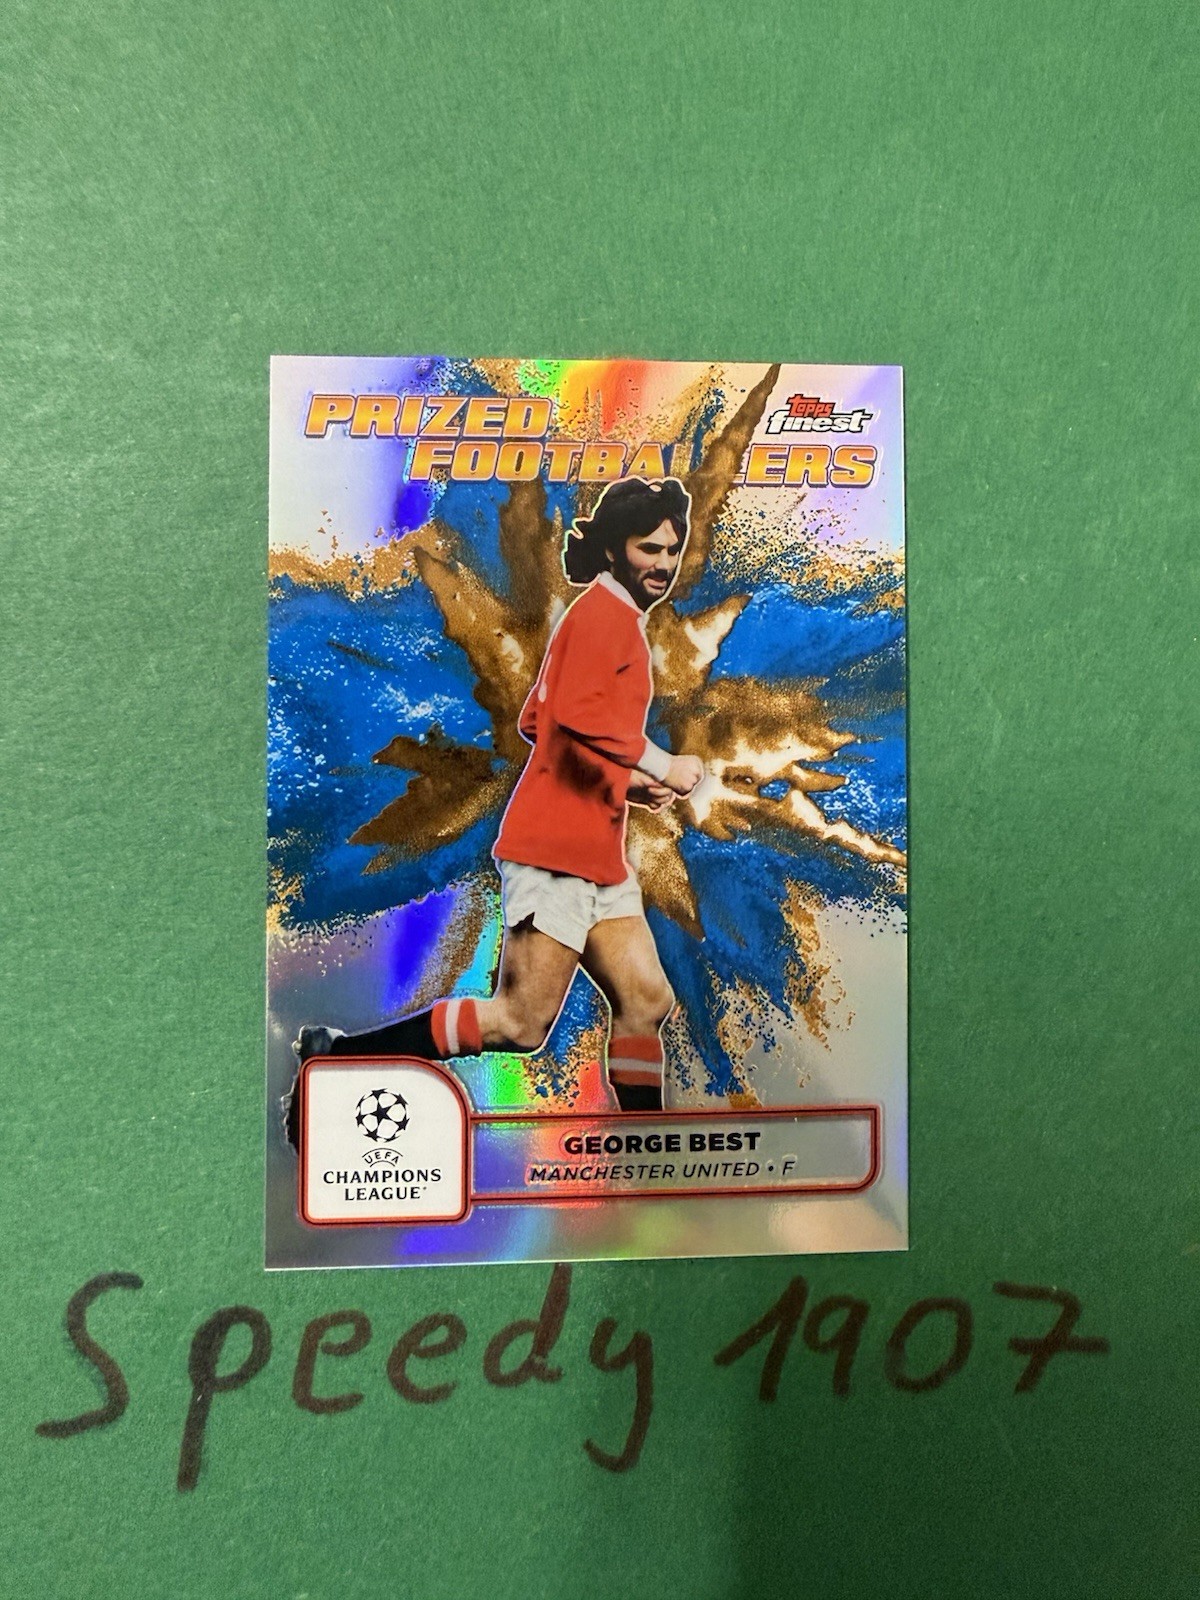 PRIZED
FOOTBALLERS
topps
finest
UEFA
CHAMPIONS
LEAGUE
GEORGE BEST
MANCHESTER UNITED • F
Speedy 1907